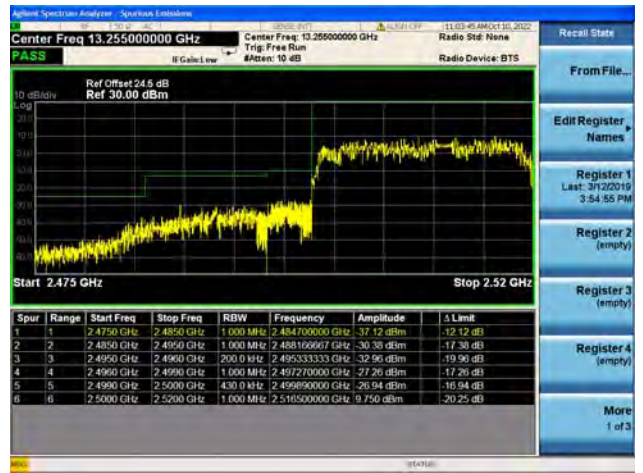 Agilent Spectrum Analyzer - Spurious Emissions
SENSE:INT
ALIGN OFF
11:03:45 AM Oct 10, 2022
Center Freq 13.255000000 GHz
Center Freq: 13.255000000 GHz
Radio Std: None
PASS
IFGain:Low
Trig: Free Run
#Atten: 10 dB
Radio Device: BTS
Recall State
Ref Offset 24.5 dB
10 dB/div
Ref 30.00 dBm
Log
20.0
10.0
Start 2.475 GHz
Stop 2.52 GHz
Spur Range Start Freq Stop Freq RBW Frequency Amplitude Δ Limit
1 1 2.4750 GHz 2.4850 GHz 1.000 MHz 2.484700000 GHz -37.12 dBm -12.12 dB
2 2 2.4850 GHz 2.4950 GHz 1.000 MHz 2.488166667 GHz -30.38 dBm -17.38 dB
3 3 2.4950 GHz 2.4960 GHz 200.0 kHz 2.495333333 GHz -32.96 dBm -19.96 dB
4 4 2.4960 GHz 2.4990 GHz 1.000 MHz 2.497270000 GHz -27.26 dBm -17.26 dB
5 5 2.4990 GHz 2.5000 GHz 430.0 kHz 2.499890000 GHz -26.94 dBm -16.94 dB
6 6 2.5000 GHz 2.5200 GHz 1.000 MHz 2.516500000 GHz 9.750 dBm -20.25 dB
From File...
Edit Register
Names
Register 1
Last: 3/12/2019
3:54:55 PM
Register 2
(empty)
Register 3
(empty)
Register 4
(empty)
More
1 of 3
MSG
STATUS